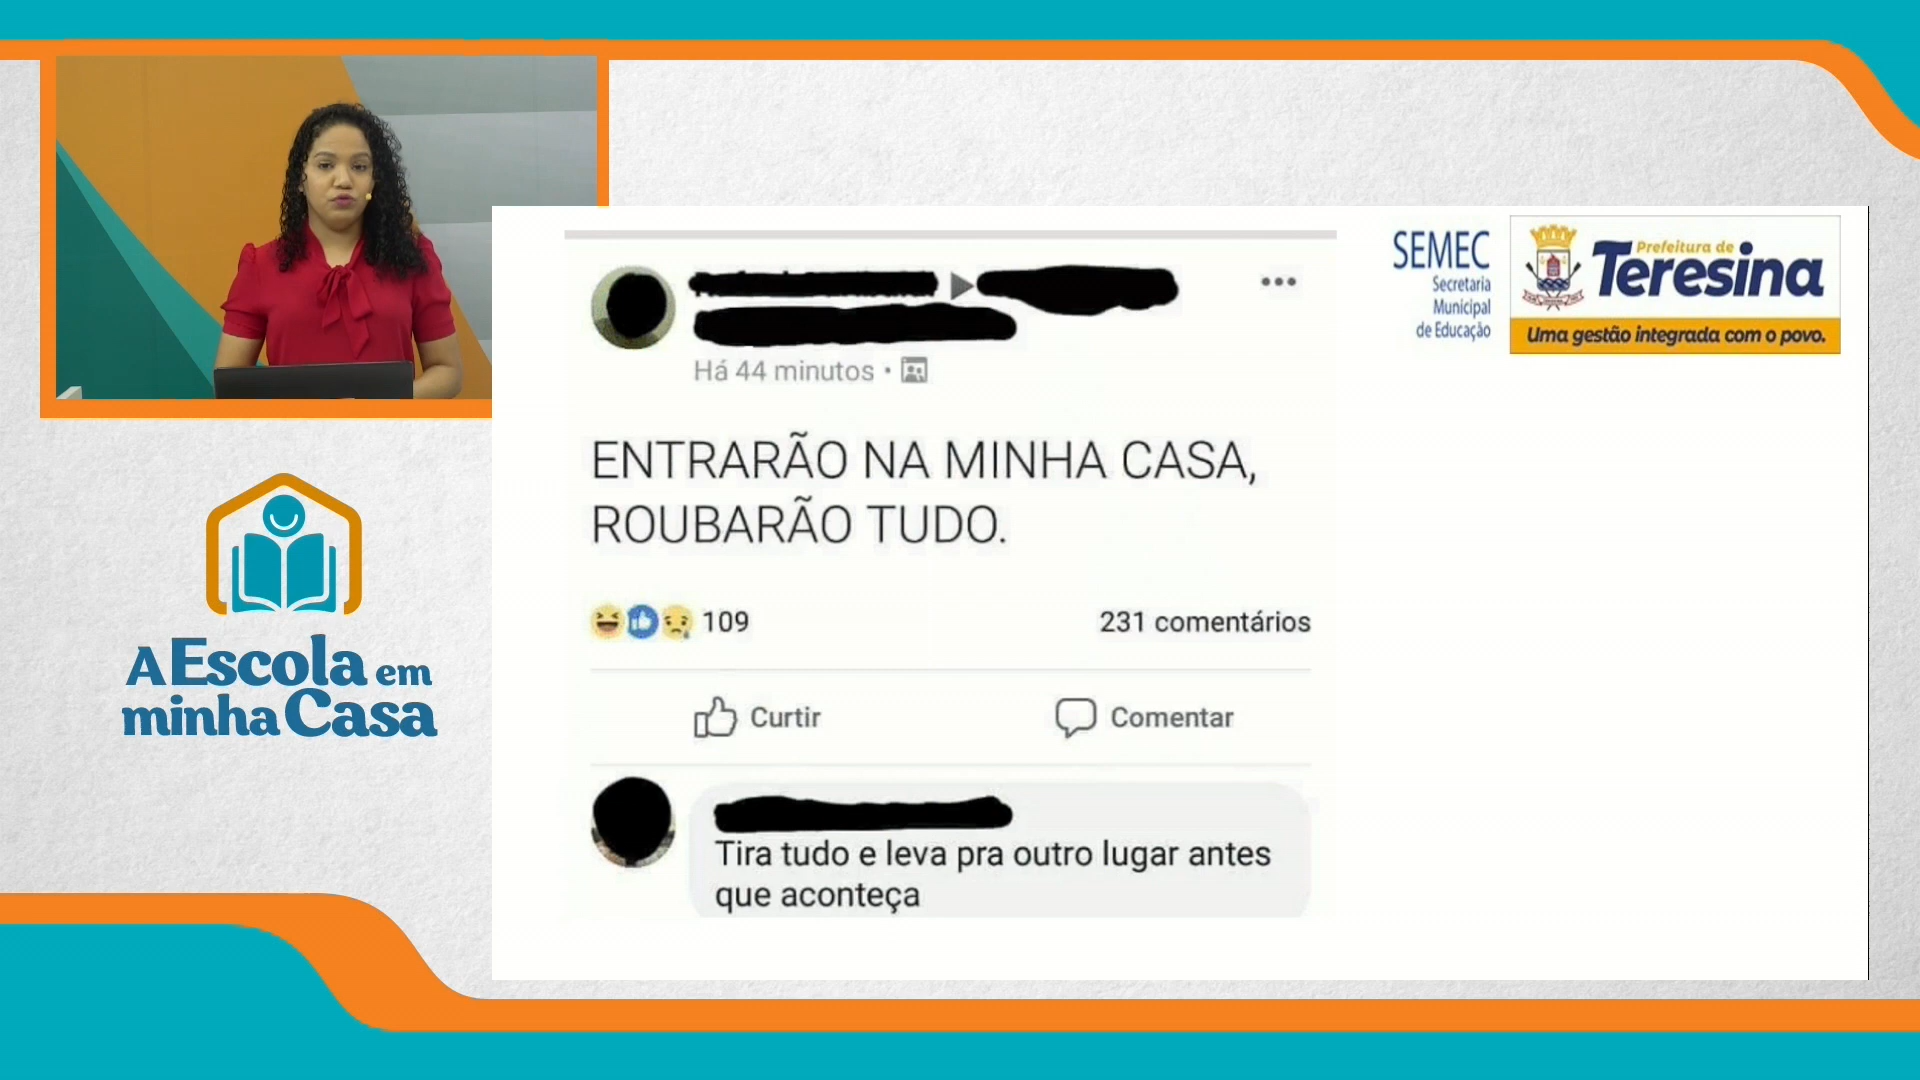 SEMEC
Secretaria
Municipal
de Educação
Prefeitura de
Teresina
Uma gestão integrada com o povo.
Há 44 minutos •
ENTRARÃO NA MINHA CASA,
ROUBARÃO TUDO.
109
231 comentários
Curtir
Comentar
Tira tudo e leva pra outro lugar antes
que aconteça
A Escola em
minha Casa